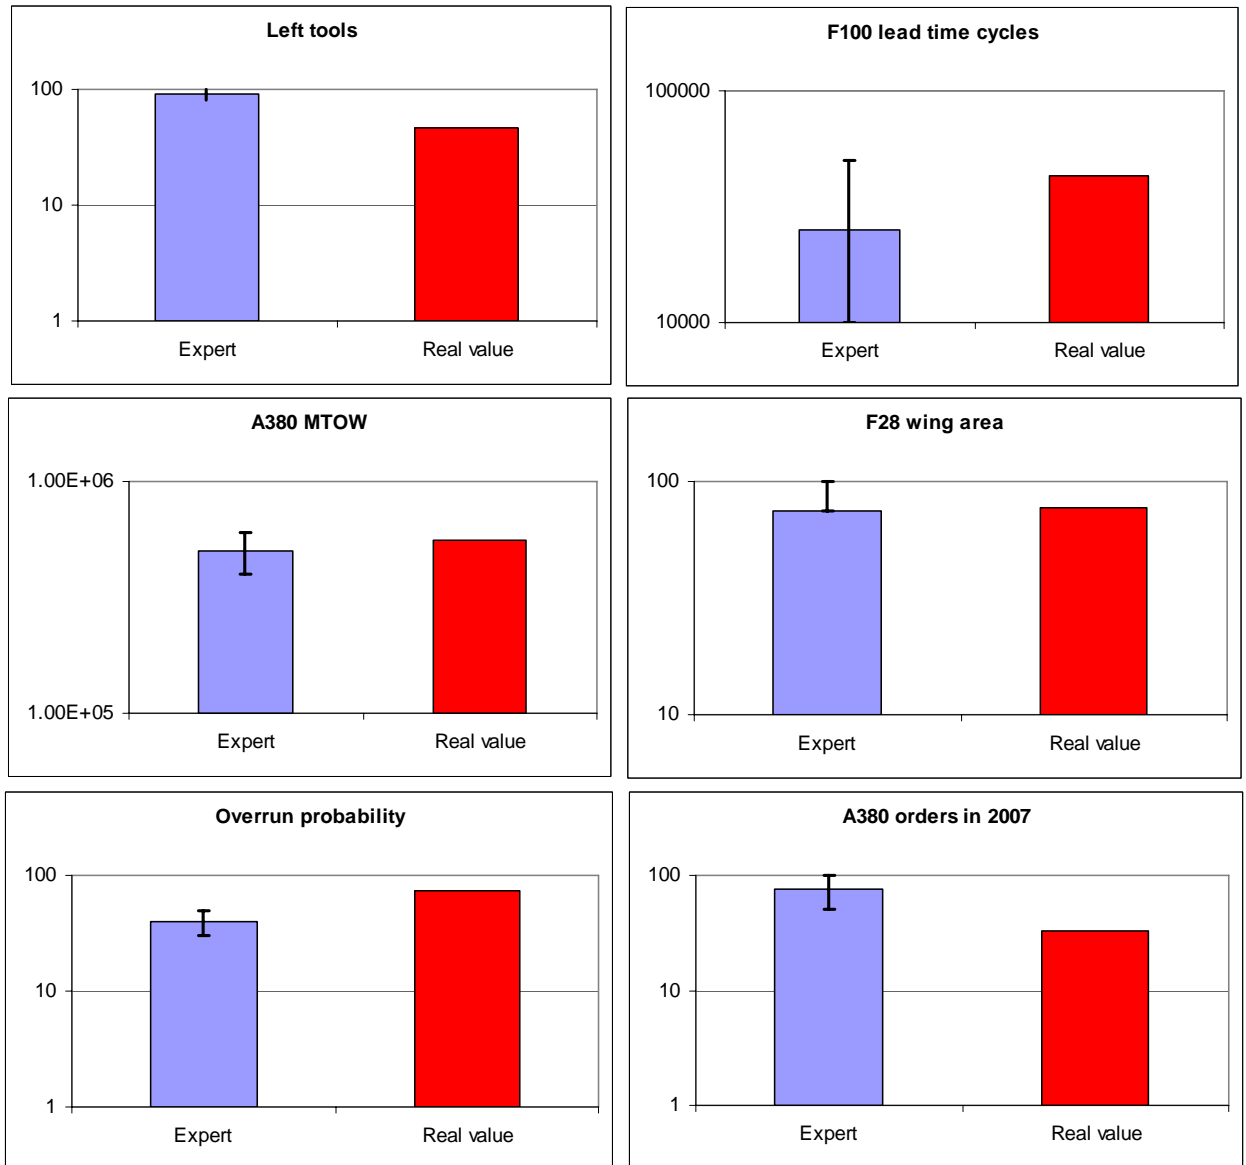 Left tools
100
10
1
Expert Real value
F100 lead time cycles
100000
10000
Expert Real value
A380 MTOW
1.00E+06
1.00E+05
Expert Real value
F28 wing area
100
10
Expert Real value
Overrun probability
100
10
1
Expert Real value
A380 orders in 2007
100
10
1
Expert Real value